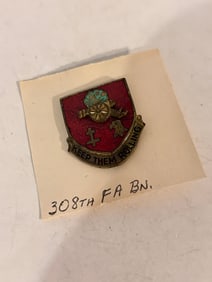 KEEP THEM ROLLING
308TH FA BN.